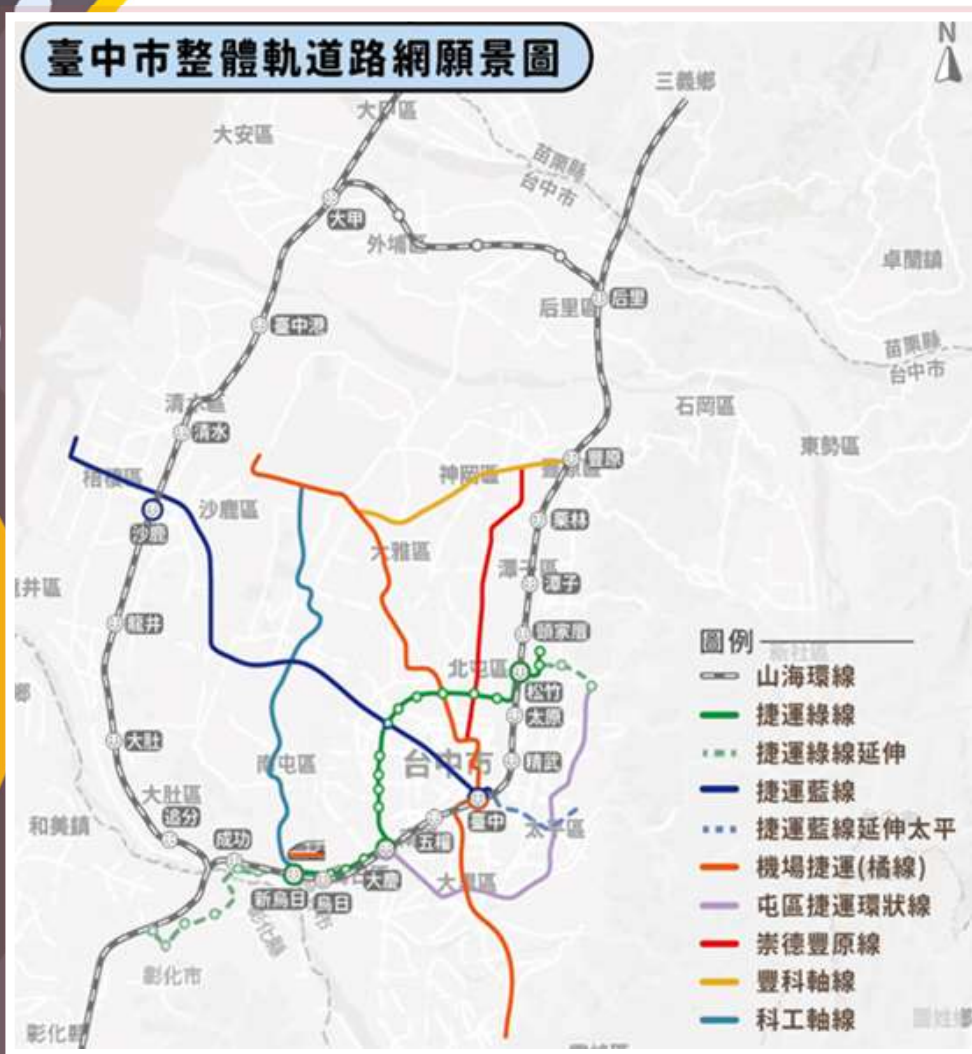 臺中市整體軌道路網願景圖
N
三義鄉
大甲區
大安區
苗栗縣
台中市
大甲
外埔區
卓蘭鎮
后里
后里區
臺中港
苗栗縣
台中市
清水區
石岡區
清水
東勢區
豐原
豐原區
梧棲區
神岡區
沙鹿區
栗林
沙鹿
大雅區
潭子區
潭子
龍井
頭家厝
圖例
北屯區
松竹
山海環線
太原
捷運綠線
大肚
南屯區
台中市
精武
捷運綠線延伸
大肚區
捷運藍線
和美鎮
追分
臺中
太平區
捷運藍線延伸太平
成功
五權
機場捷運(橘線)
大慶
新烏日
烏日
屯區捷運環狀線
彰化縣
崇德豐原線
彰化市
豐科軸線
科工軸線
彰化縣